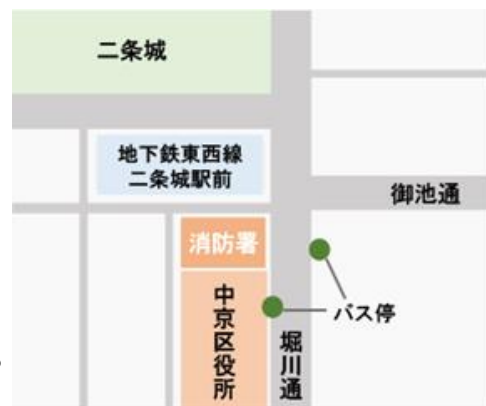 二条城
地下鉄東西線
二条城駅前
御池通
消防署
中京区役所
バス停
堀川通